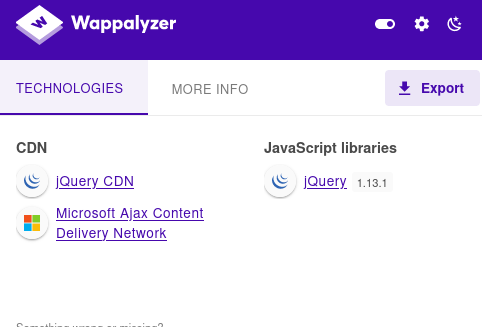 Wappalyzer
TECHNOLOGIES
MORE INFO
Export
CDN
jQuery CDN
Microsoft Ajax Content
Delivery Network
JavaScript libraries
jQuery 1.13.1
Something wrong or missing?